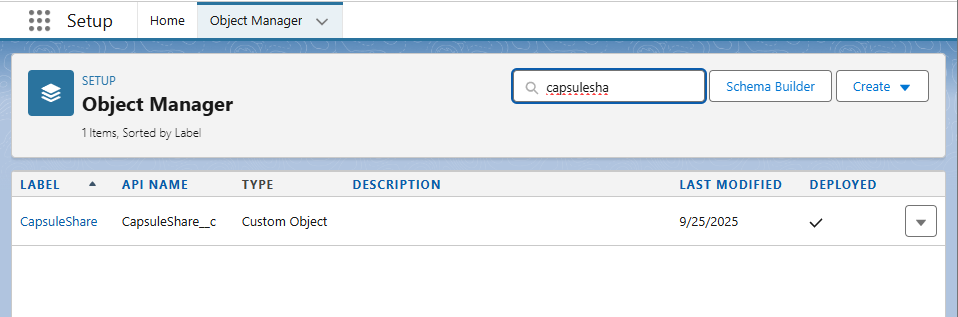 Setup Home Object Manager
SETUP
Object Manager
1 Items, Sorted by Label
capsulesha Schema Builder Create
LABEL API NAME TYPE DESCRIPTION LAST MODIFIED DEPLOYED
CapsuleShare CapsuleShare__c Custom Object 9/25/2025